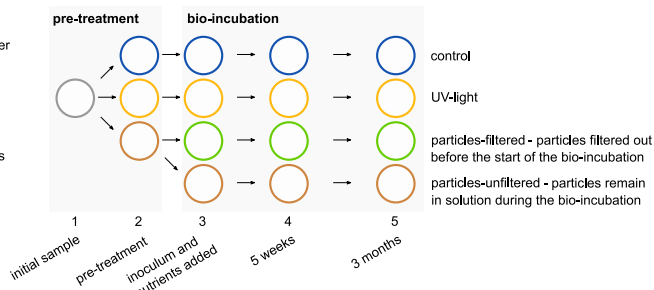 pre-treatment
bio-incubation
control
UV-light
particles-filtered - particles filtered out
before the start of the bio-incubation
particles-unfiltered - particles remain
in solution during the bio-incubation
1
2
3
4
5
initial sample
pre-treatment
inoculum and
added
5 weeks
3 months